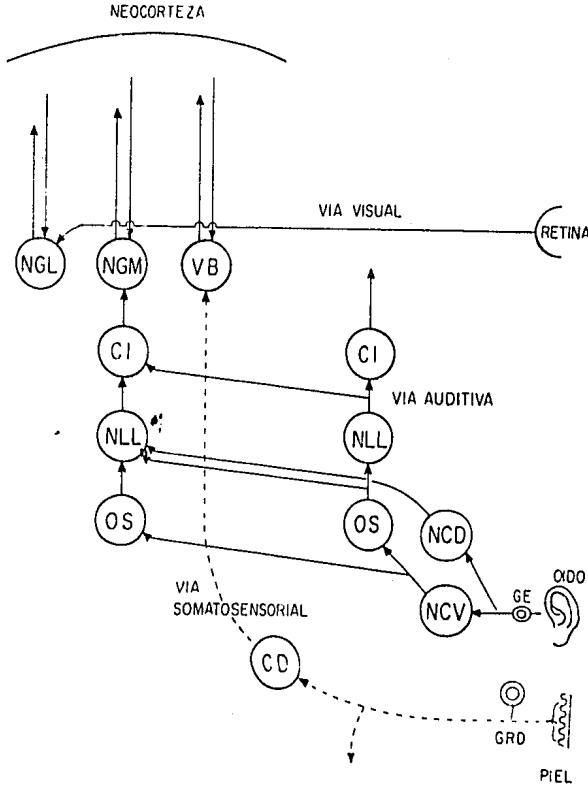 NEOCORTEZA
VIA VISUAL
RETINA
NGL
NGM
VB
CI
CI
VIA AUDITIVA
NLL
NLL
OS
OS
NCD
VIA
SOMATOSENSORIAL
NCV
GE
OIDO
CD
GRD
PIEL